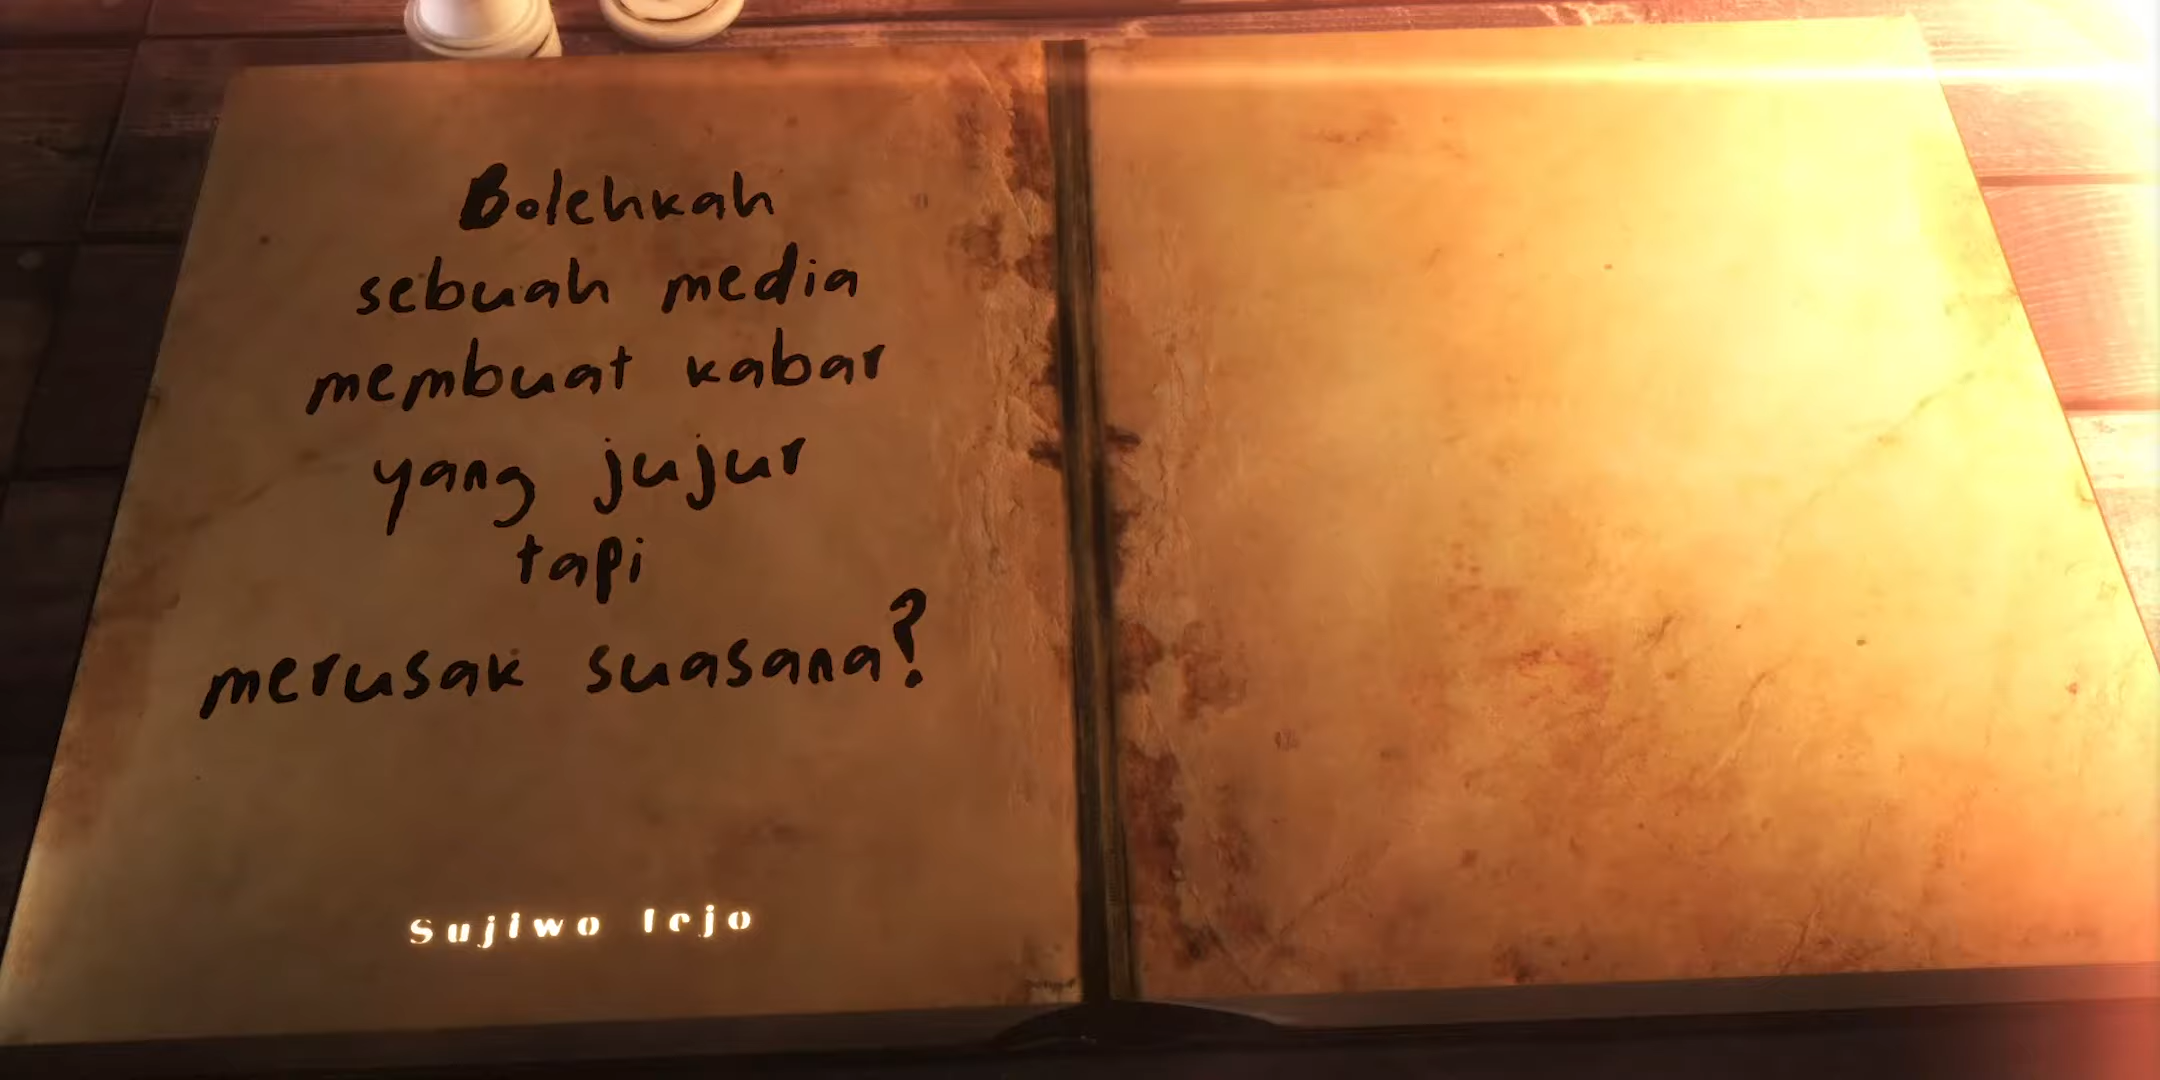 Bolehkah
sebuah media
membuat kabar
yang jujur
tapi
merusak suasana?
Sujiwo Tejo